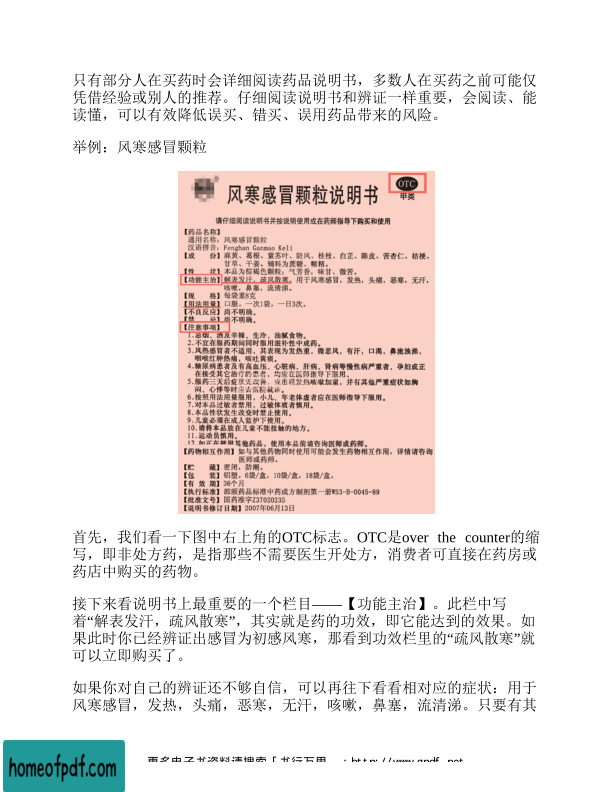 只有部分人在买药时会详细阅读药品说明书，多数人在买药之前可能仅
凭借经验或别人的推荐。仔细阅读说明书和辨证一样重要，会阅读、能
读懂，可以有效降低误买、错买、误用药品带来的风险。
举例：风寒感冒颗粒
风寒感冒颗粒说明书
OTC
甲类
请仔细阅读说明书并按说明使用或在药师指导下购买和使用
【药品名称】
通用名称：风寒感冒颗粒
汉语拼音：Fenghan Ganmao Keli
【成 份】麻黄、葛根、紫苏叶、防风、桂枝、白芷、陈皮、苦杏仁、桔梗、
甘草、干姜。辅料为蔗糖、糊精。
【性 状】本品为棕褐色颗粒；气芳香，味甘、微苦。
【功能主治】解表发汗，疏风散寒。用于风寒感冒，发热，头痛，恶寒，无汗，
咳嗽，鼻塞，流清涕。
【规 格】每袋重8克
【用法用量】口服，一次1袋，一日3次。
【不良反应】尚不明确。
【禁 忌】尚不明确。
【注意事项】
1.忌烟、酒及辛辣、生冷、油腻食物。
2.不宜在服药期间同时服用滋补性中成药。
3.风热感冒者不适用，其表现为发热重，微恶风，有汗，口渴，鼻流浊涕，
咽喉红肿热痛，咳吐黄痰。
4.糖尿病患者及有高血压、心脏病、肝病、肾病等慢性病严重者、孕妇或正
在接受其它治疗的患者，均应在医师指导下服用。
5.服药三天后症状无改善，或出现发热咳嗽加重，并有其他严重症状如胸
闷、心悸等时应去医院就诊。
6.按照用法用量服用，小儿、年老体虚者应在医师指导下服用。
7.对本品过敏者禁用，过敏体质者慎用。
8.本品性状发生改变时禁止使用。
9.儿童必须在成人监护下使用。
10.请将本品放在儿童不能接触的地方。
11.运动员慎用。
12.如正在使用其他药品，使用本品前请咨询医师或药师。
【药物相互作用】如与其他药物同时使用可能会发生药物相互作用，详情请咨询
医师或药师。
【贮 藏】密闭，防潮。
【包 装】铝塑，6袋/盒，10袋/盒，18袋/盒。
【有 效 期】36个月
【执行标准】部颁药品标准中药成方制剂第一册WS3-B-0045-89
【批准文号】国药准字Z37020235
【说明书修订日期】2007年06月13日
首先，我们看一下图中右上角的OTC标志。OTC是over the counter的缩
写，即非处方药，是指那些不需要医生开处方，消费者可直接在药房或
药店中购买的药物。
接下来看说明书上最重要的一个栏目——【功能主治】。此栏中写
着“解表发汗，疏风散寒”，其实就是药的功效，即它能达到的效果。如
果此时你已经辨证出感冒为初感风寒，那看到功效栏里的“疏风散寒”就
可以立即购买了。
如果你对自己的辨证还不够自信，可以再往下看看相对应的症状：用于
风寒感冒，发热，头痛，恶寒，无汗，咳嗽，鼻塞，流清涕。只要有其
homeofpdf.com